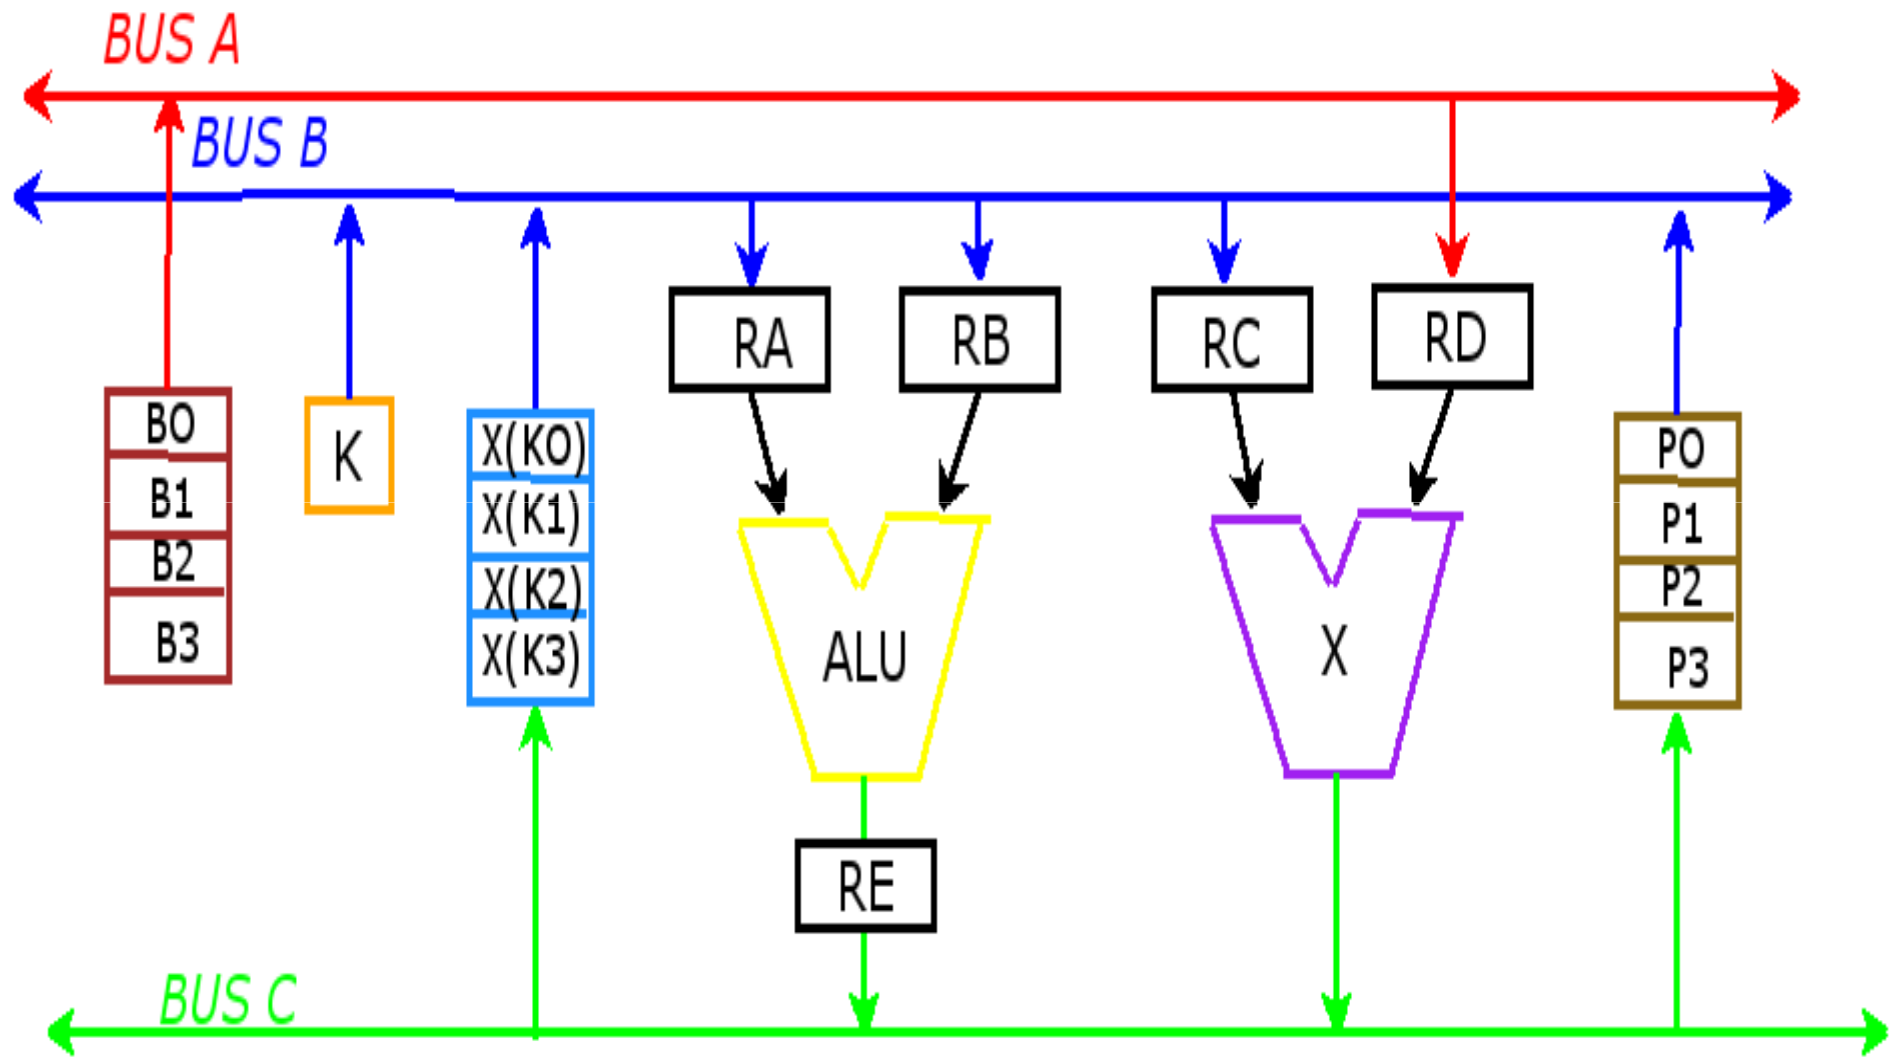 BUS A
BUS B
RA
RB
RC
RD
B0
B1
B2
B3
K
X(K0)
X(K1)
X(K2)
X(K3)
ALU
X
P0
P1
P2
P3
RE
BUS C